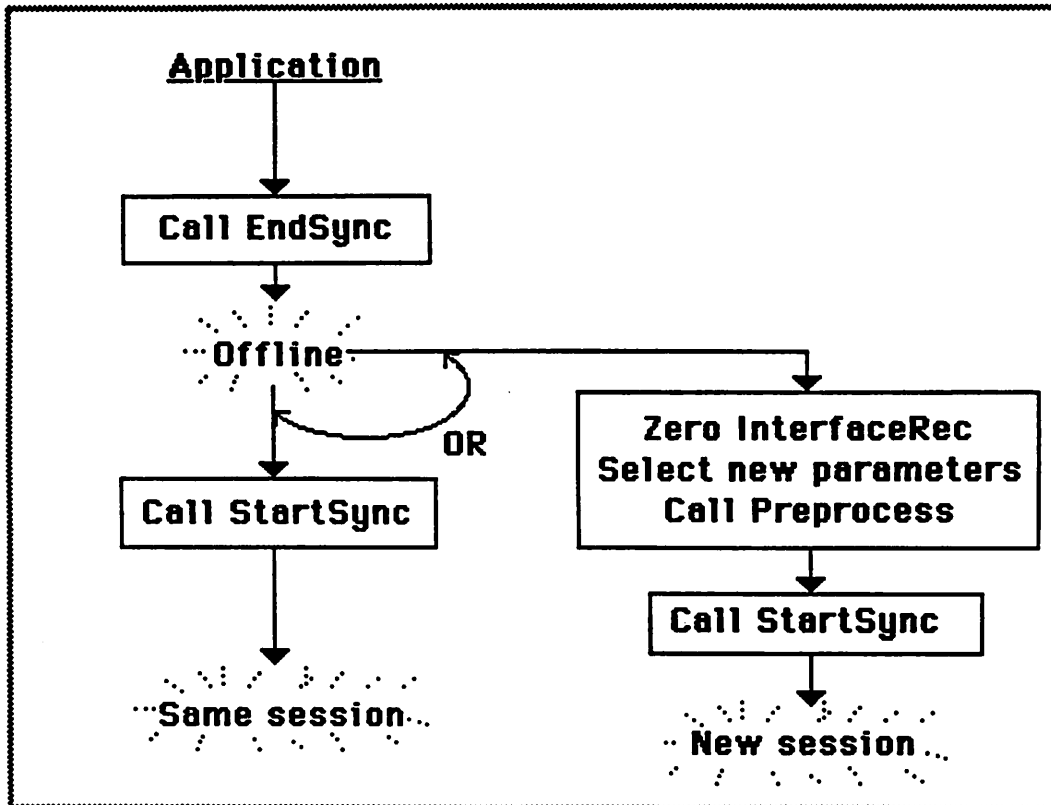 Application
Call EndSync
Offline
OR
Call StartSync
Same session
Zero InterfaceRec
Select new parameters
Call Preprocess
Call StartSync
New session